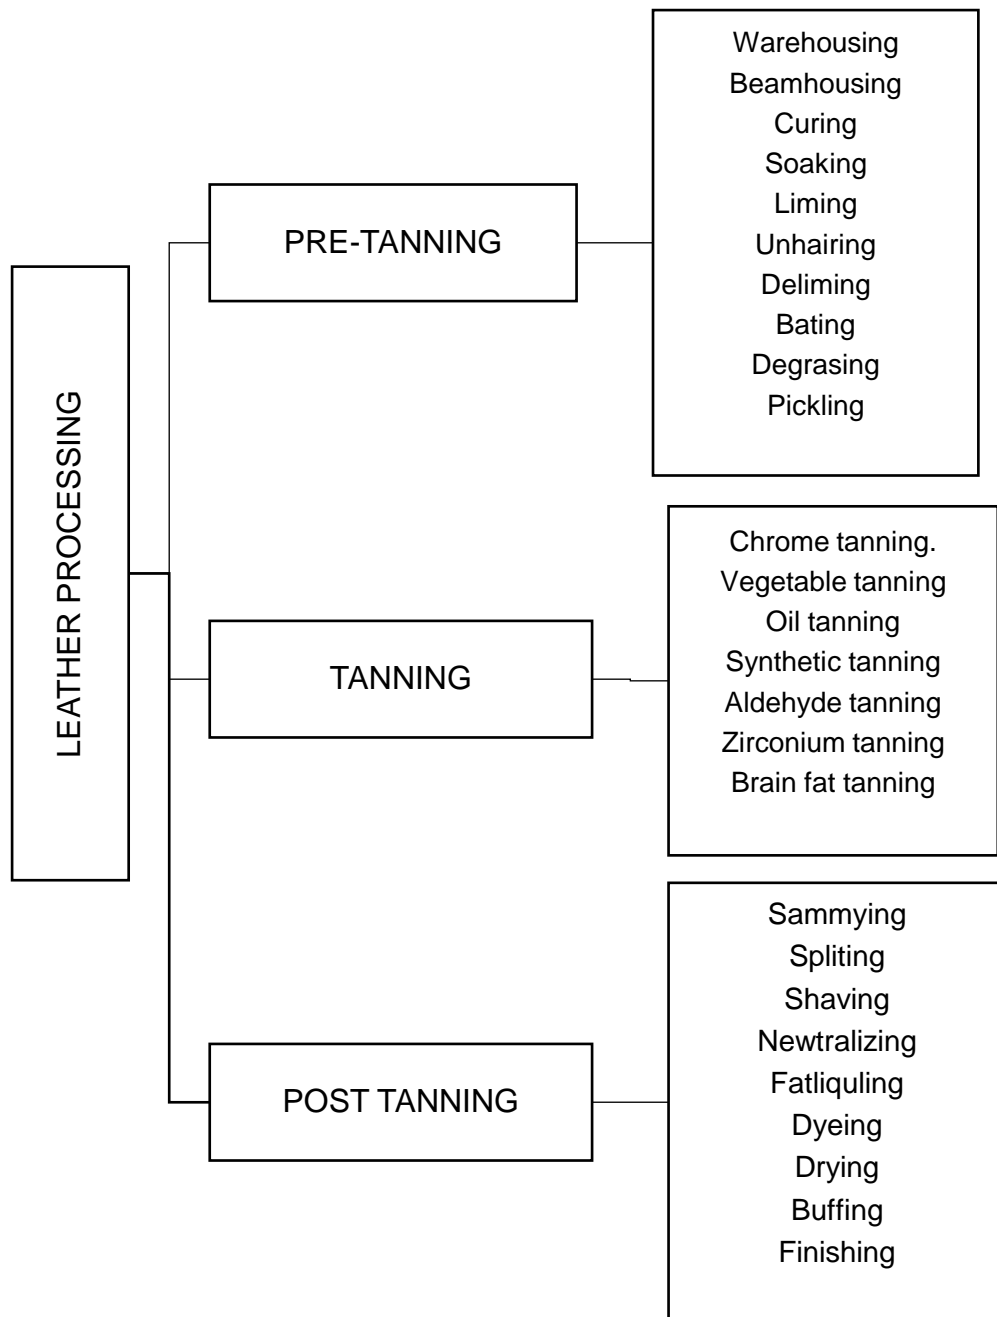 LEATHER PROCESSING
PRE-TANNING
Warehousing
Beamhousing
Curing
Soaking
Liming
Unhairing
Deliming
Bating
Degrasing
Pickling
TANNING
Chrome tanning.
Vegetable tanning
Oil tanning
Synthetic tanning
Aldehyde tanning
Zirconium tanning
Brain fat tanning
POST TANNING
Sammying
Spliting
Shaving
Newtralizing
Fatliquling
Dyeing
Drying
Buffing
Finishing